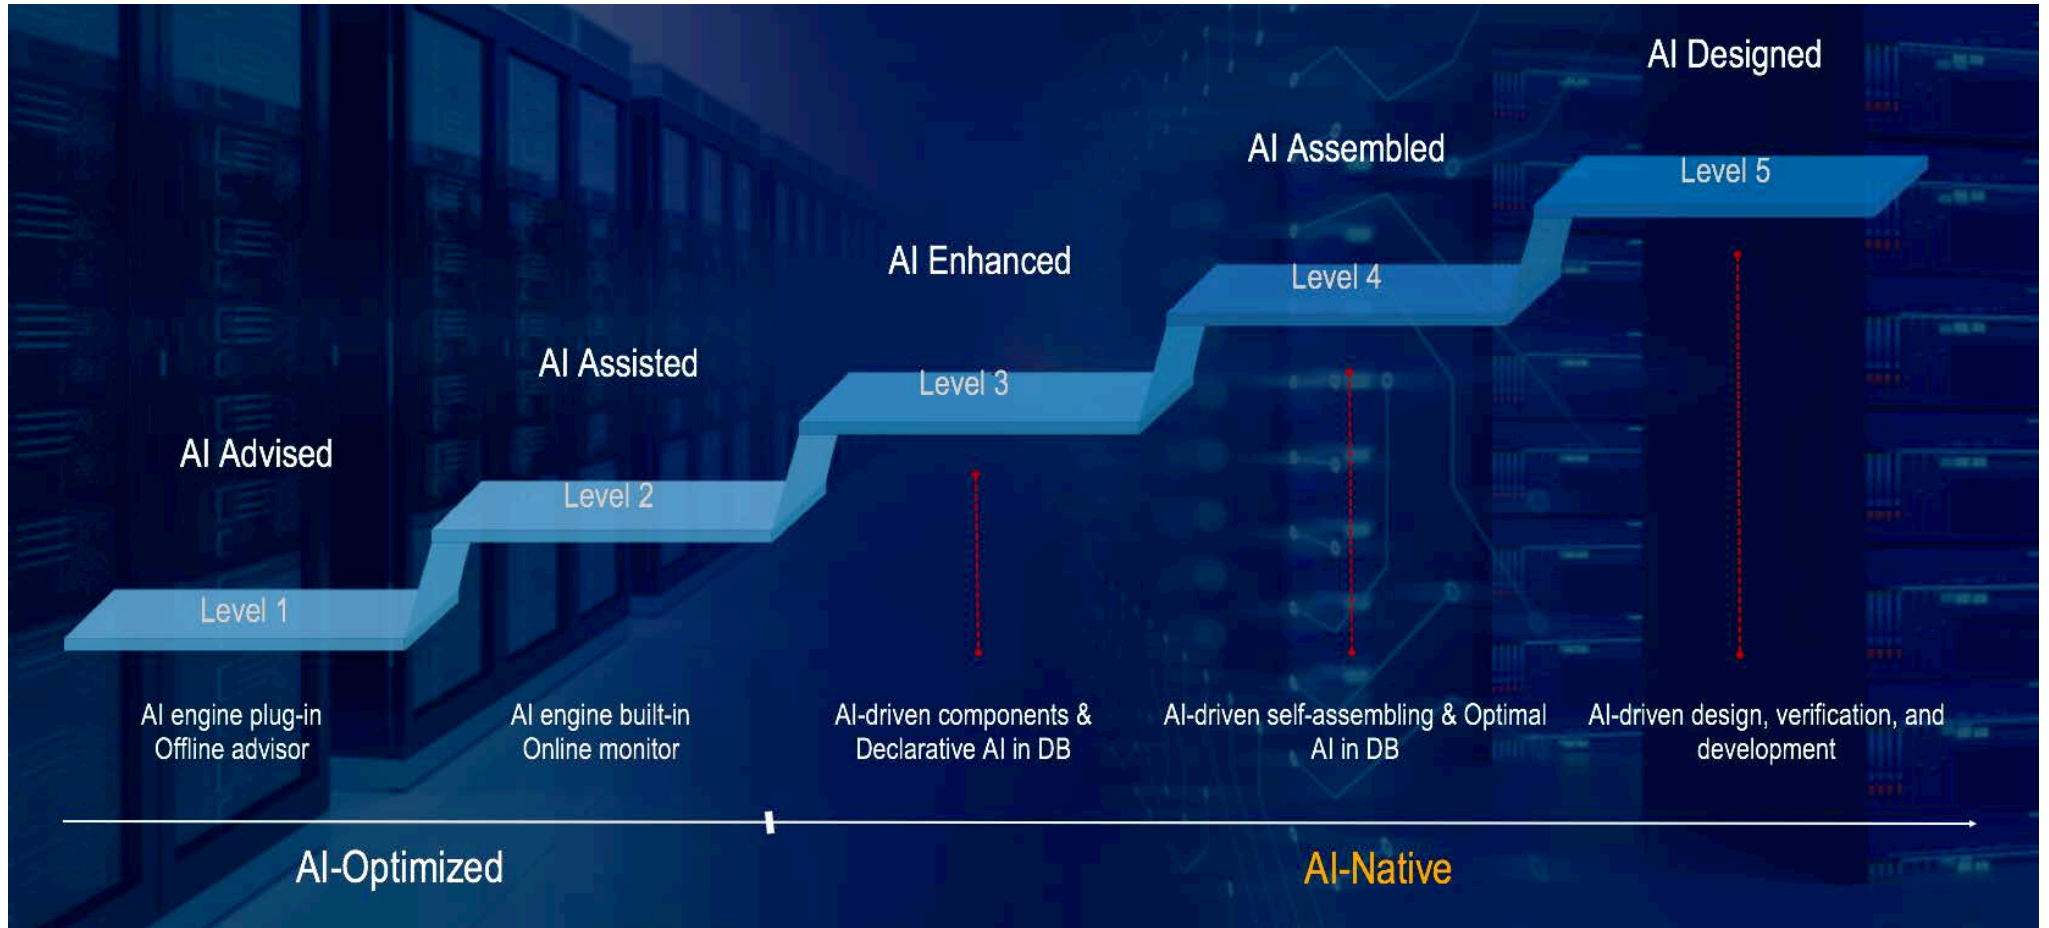 AI Designed
Level 5
AI Assembled
Level 4
AI Enhanced
Level 3
AI Assisted
Level 2
AI Advised
Level 1
AI engine plug-in
Offline advisor
AI engine built-in
Online monitor
AI-driven components &
Declarative AI in DB
AI-driven self-assembling & Optimal
AI in DB
AI-driven design, verification, and
development
AI-Optimized
AI-Native